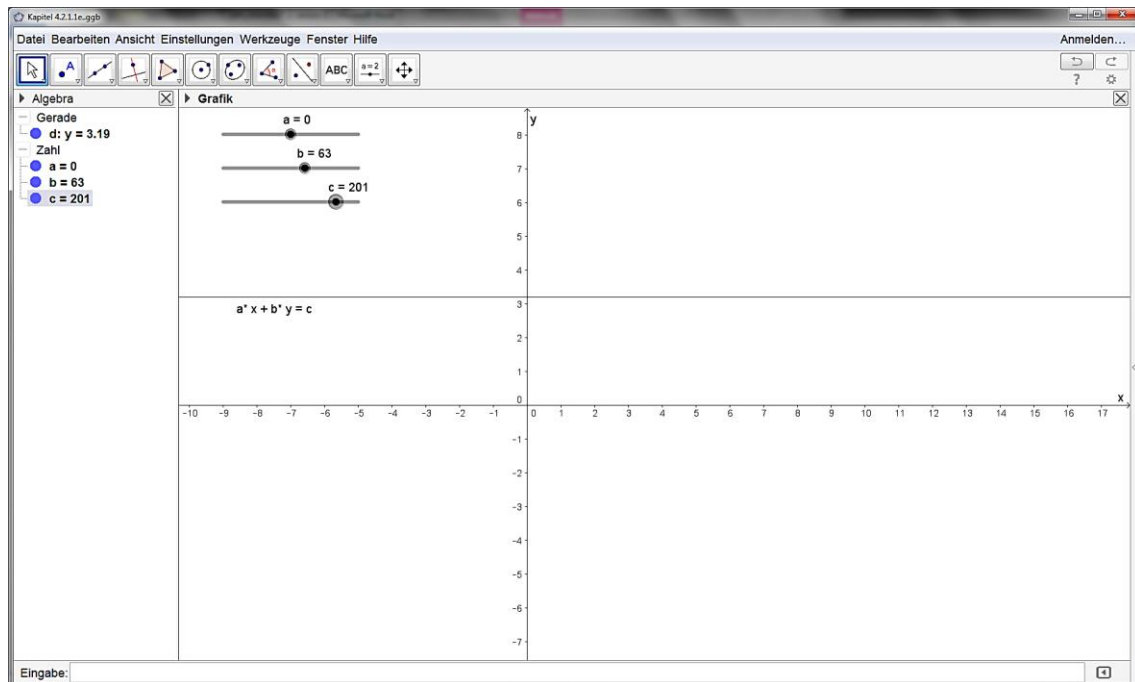 Kapitel 4.2.1.1e..ggb
Datei Bearbeiten Ansicht Einstellungen Werkzeuge Fenster Hilfe
Anmelden...
A
ABC
a=2
?
Algebra
Grafik
Gerade
d: y = 3.19
Zahl
a = 0
b = 63
c = 201
a = 0
b = 63
c = 201
a* x + b* y = c
y
8
7
6
5
4
3
2
1
0
-10 -9 -8 -7 -6 -5 -4 -3 -2 -1 0 1 2 3 4 5 6 7 8 9 10 11 12 13 14 15 16 17
x
-1
-2
-3
-4
-5
-6
-7
Eingabe: